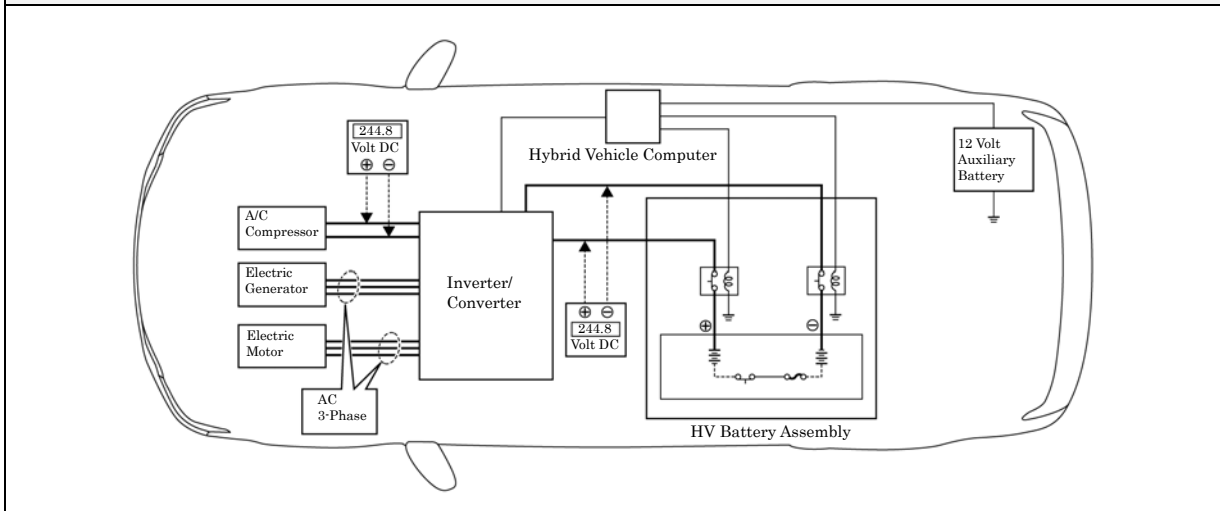 244.8
Volt DC
⊕ ⊖
Hybrid Vehicle Computer
12 Volt
Auxiliary
Battery
A/C
Compressor
Electric
Generator
Inverter/
Converter
Electric
Motor
⊕ ⊖
244.8
Volt DC
⊕ ⊖
AC
3-Phase
HV Battery Assembly